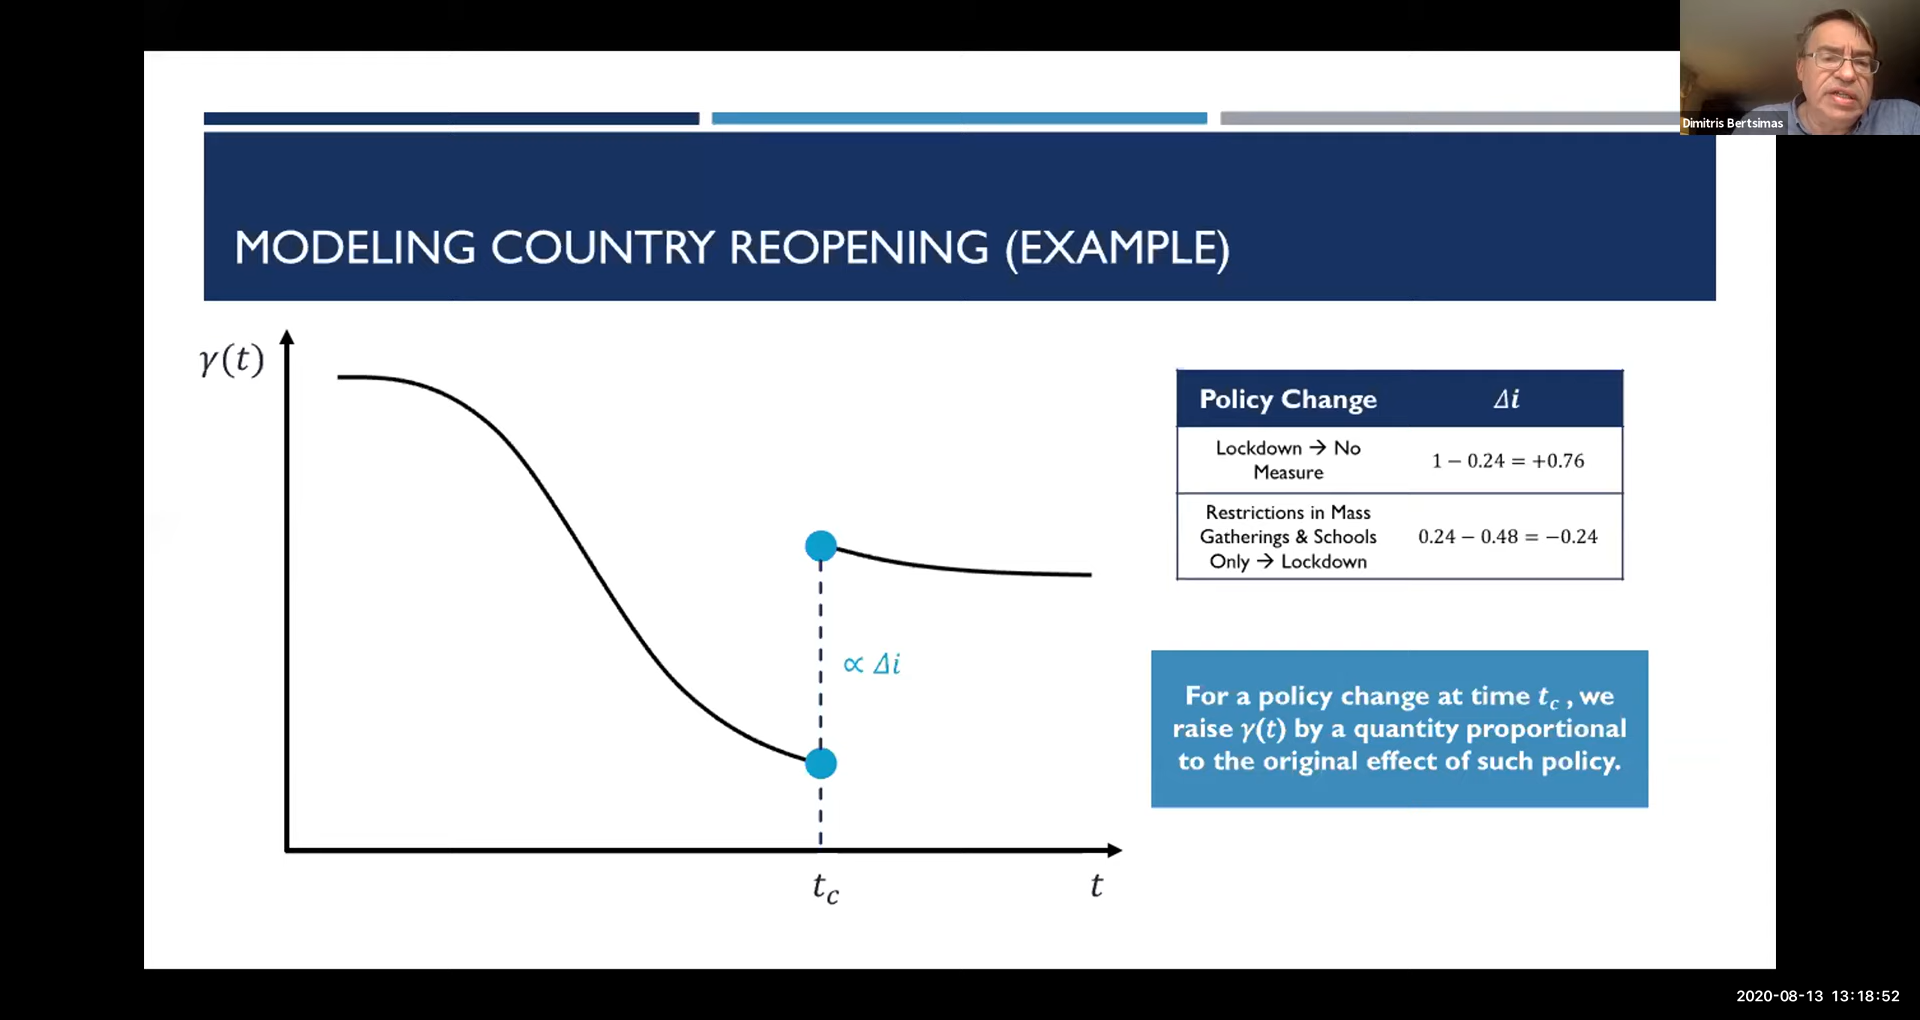 Dimitris Bertsimas
MODELING COUNTRY REOPENING (EXAMPLE)
γ(t)
∝ Δi
t_c
t
Policy Change Δi
Lockdown → No
Measure
1 − 0.24 = +0.76
Restrictions in Mass
Gatherings & Schools
Only → Lockdown
0.24 − 0.48 = −0.24
For a policy change at time t_c , we
raise γ(t) by a quantity proportional
to the original effect of such policy.
2020-08-13 13:18:52